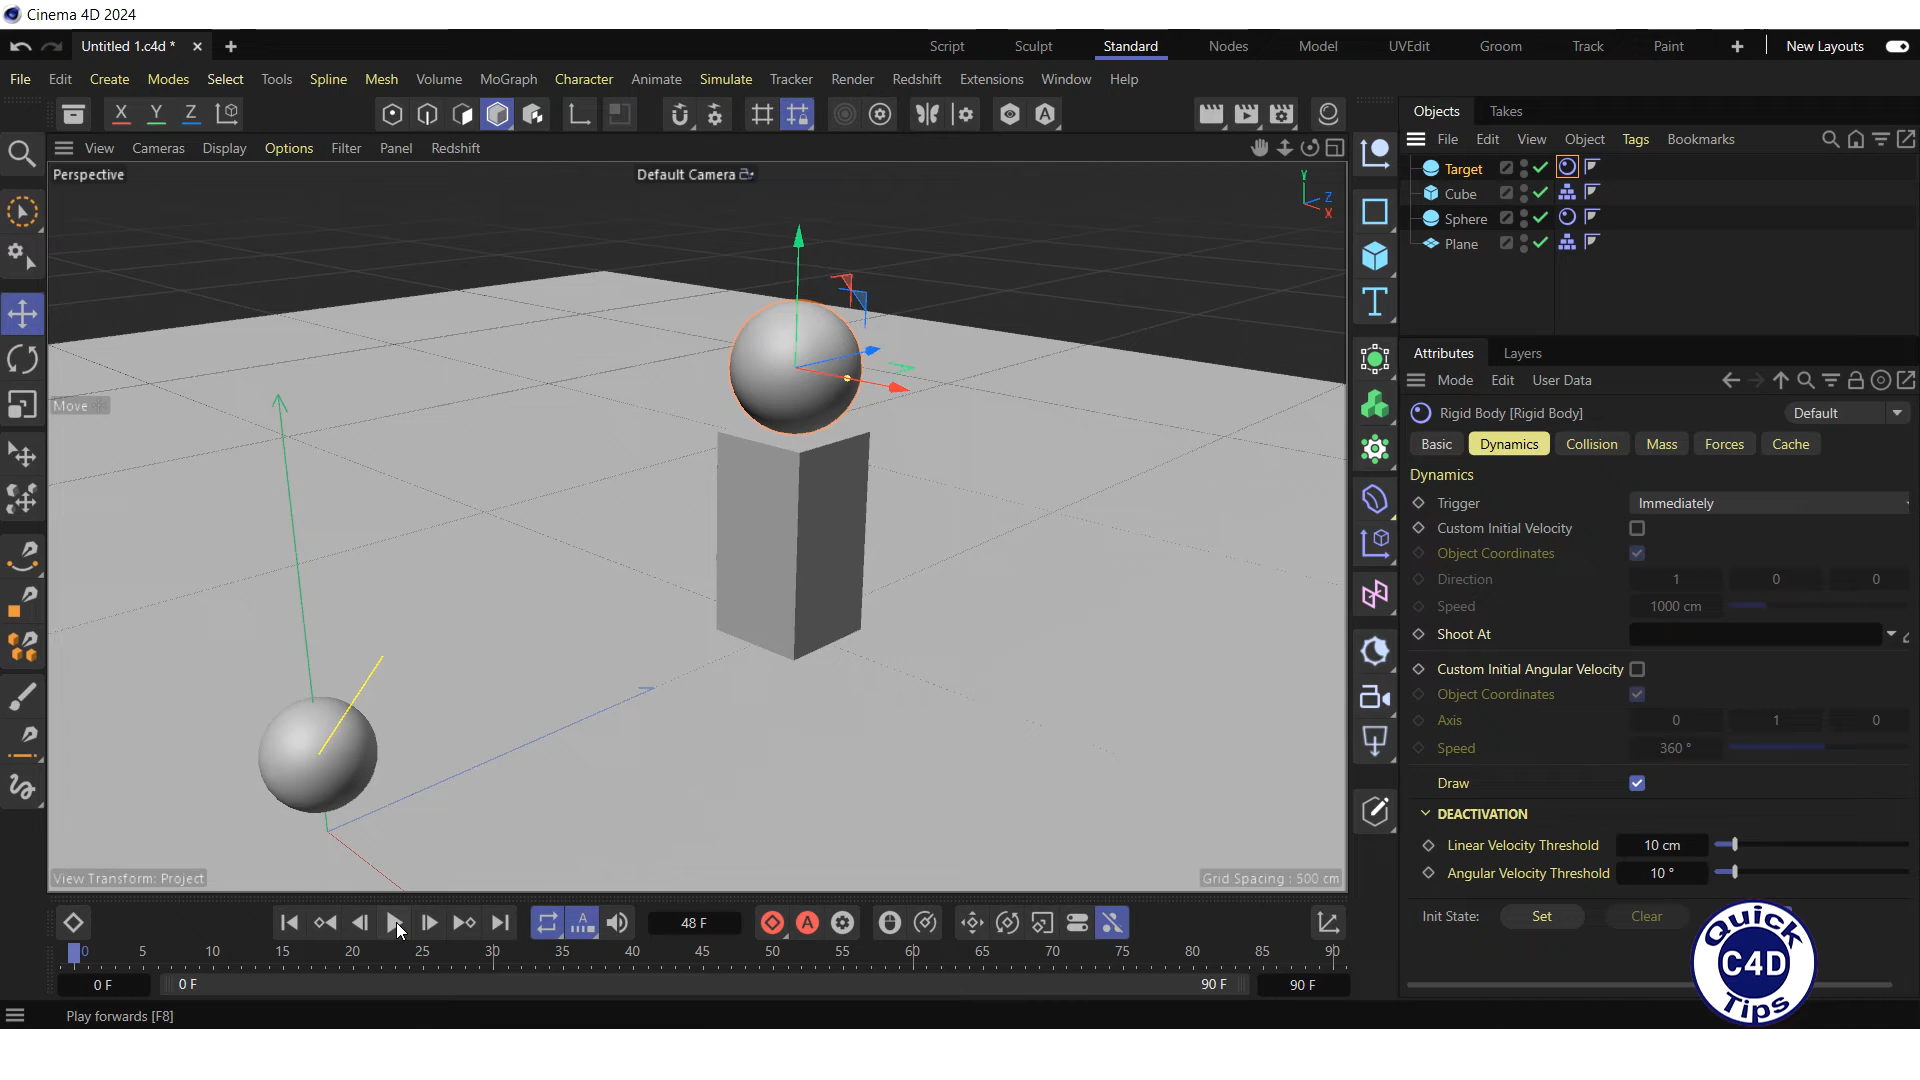 Cinema 4D 2024
Untitled 1.c4d *
Script Sculpt Standard Nodes Model UVEdit Groom Track Paint New Layouts
File Edit Create Modes Select Tools Spline Mesh Volume MoGraph Character Animate Simulate Tracker Render Redshift Extensions Window Help
X Y Z
Objects Takes
View Cameras Display Options Filter Panel Redshift
File Edit View Object Tags Bookmarks
Perspective
Default Camera
Y
Z
X
Target
Cube
Sphere
Plane
Move
Attributes Layers
Mode Edit User Data
Rigid Body [Rigid Body]
Default
Basic Dynamics Collision Mass Forces Cache
Dynamics
Trigger Immediately
Custom Initial Velocity
Object Coordinates
Direction 1 0 0
Speed 1000 cm
Shoot At
Custom Initial Angular Velocity
Object Coordinates
Axis 0 1 0
Speed 360 °
Draw
DEACTIVATION
Linear Velocity Threshold 10 cm
Angular Velocity Threshold 10 °
Init State: Set Clear
View Transform: Project
Grid Spacing : 500 cm
A
48 F
A
0 5 10 15 20 25 30 35 40 45 50 55 60 65 70 75 80 85 90
0 F 0 F 90 F 90 F
Play forwards [F8]
Quick
C4D
Tips